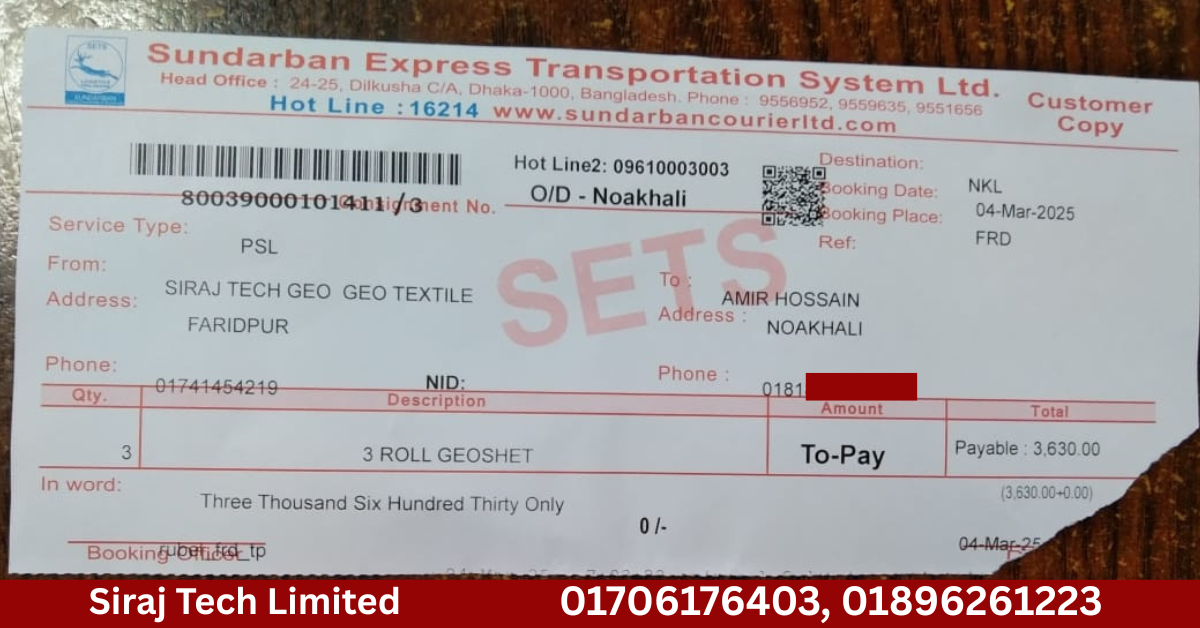 SETS
SUNDARBAN
Sundarban Express Transportation System Ltd.
Head Office : 24-25, Dilkusha C/A, Dhaka-1000, Bangladesh. Phone : 9556952, 9559635, 9551656
Hot Line : 16214 www.sundarbancourierltd.com
Customer
Copy
Hot Line2: 09610003003
O/D - Noakhali
80039000101411 /3
Consignment No.
Destination: NKL
Booking Date: 04-Mar-2025
Booking Place: FRD
Ref:
Service Type: PSL
From: SIRAJ TECH GEO GEO TEXTILE
Address: FARIDPUR
SETS
To : AMIR HOSSAIN
Address : NOAKHALI
Phone: 01741454219
NID:
Phone : 0181
Qty. Description Amount Total
3 3 ROLL GEOSHET To-Pay Payable : 3,630.00
In word: Three Thousand Six Hundred Thirty Only
(3,630.00+0.00)
0 /-
Booking Officer
rubel_frd_tp
04-Mar-25
Siraj Tech Limited 01706176403, 01896261223